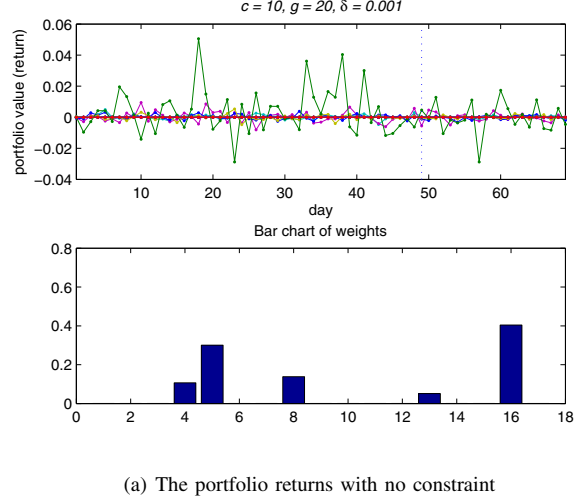 c = 10, g = 20, δ = 0.001
0.06
0.04
0.02
0
−0.02
−0.04
portfolio value (return)
10 20 30 40 50 60
day
Bar chart of weights
0.8
0.6
0.4
0.2
0
0 2 4 6 8 10 12 14 16 18
(a) The portfolio returns with no constraint